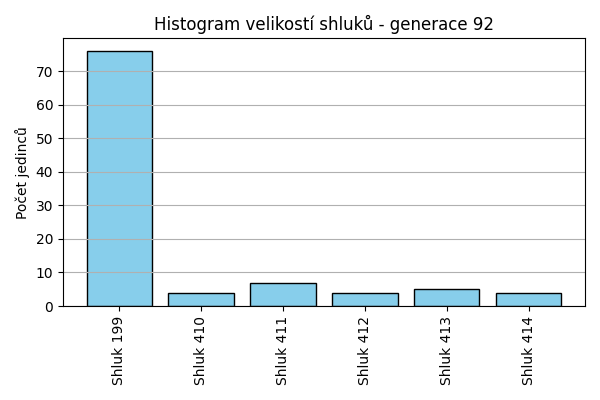 Histogram velikostí shluků - generace 92
Počet jedinců
70
60
50
40
30
20
10
0
Shluk 199
Shluk 410
Shluk 411
Shluk 412
Shluk 413
Shluk 414